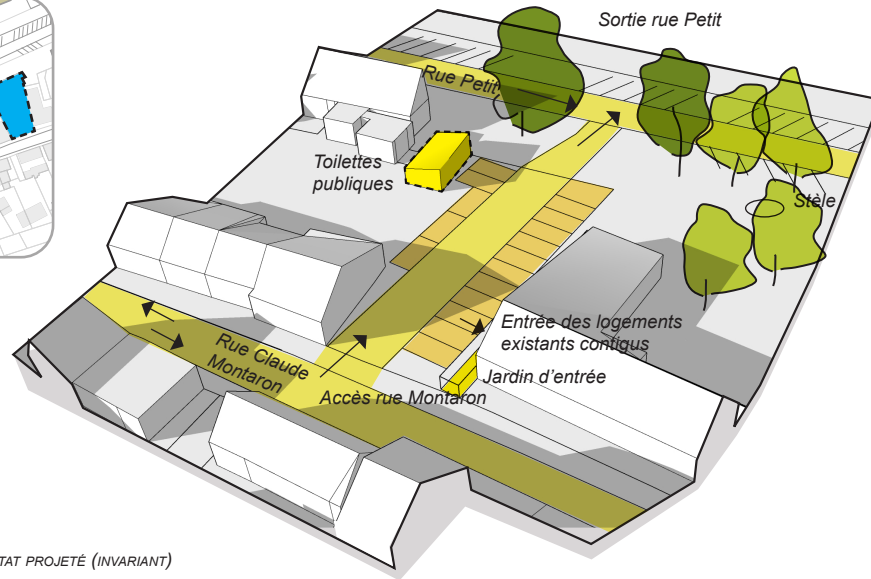 Sortie rue Petit
Rue Petit
Toilettes
publiques
Stèle
Entrée des logements
existants contigus
Rue Claude
Montaron
Jardin d'entrée
Accès rue Montaron
TAT PROJETÉ (INVARIANT)